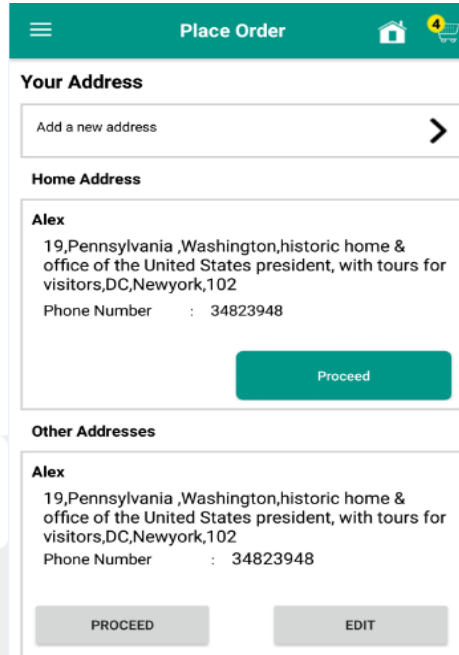 Place Order
4
Your Address
Add a new address
Home Address
Alex
19,Pennsylvania ,Washington,historic home &
office of the United States president, with tours for
visitors,DC,Newyork,102
Phone Number : 34823948
Proceed
Other Addresses
Alex
19,Pennsylvania ,Washington,historic home &
office of the United States president, with tours for
visitors,DC,Newyork,102
Phone Number : 34823948
PROCEED EDIT